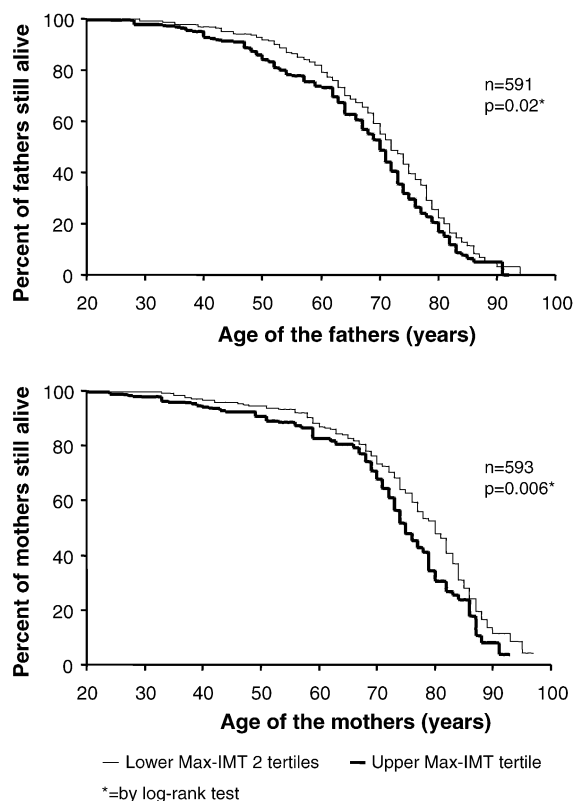 Percent of fathers still alive
100
80
60
40
20
0
n=591
p=0.02*
20 30 40 50 60 70 80 90 100
Age of the fathers (years)
Percent of mothers still alive
100
80
60
40
20
0
n=593
p=0.006*
20 30 40 50 60 70 80 90 100
Age of the mothers (years)
Lower Max-IMT 2 tertiles Upper Max-IMT tertile
*=by log-rank test